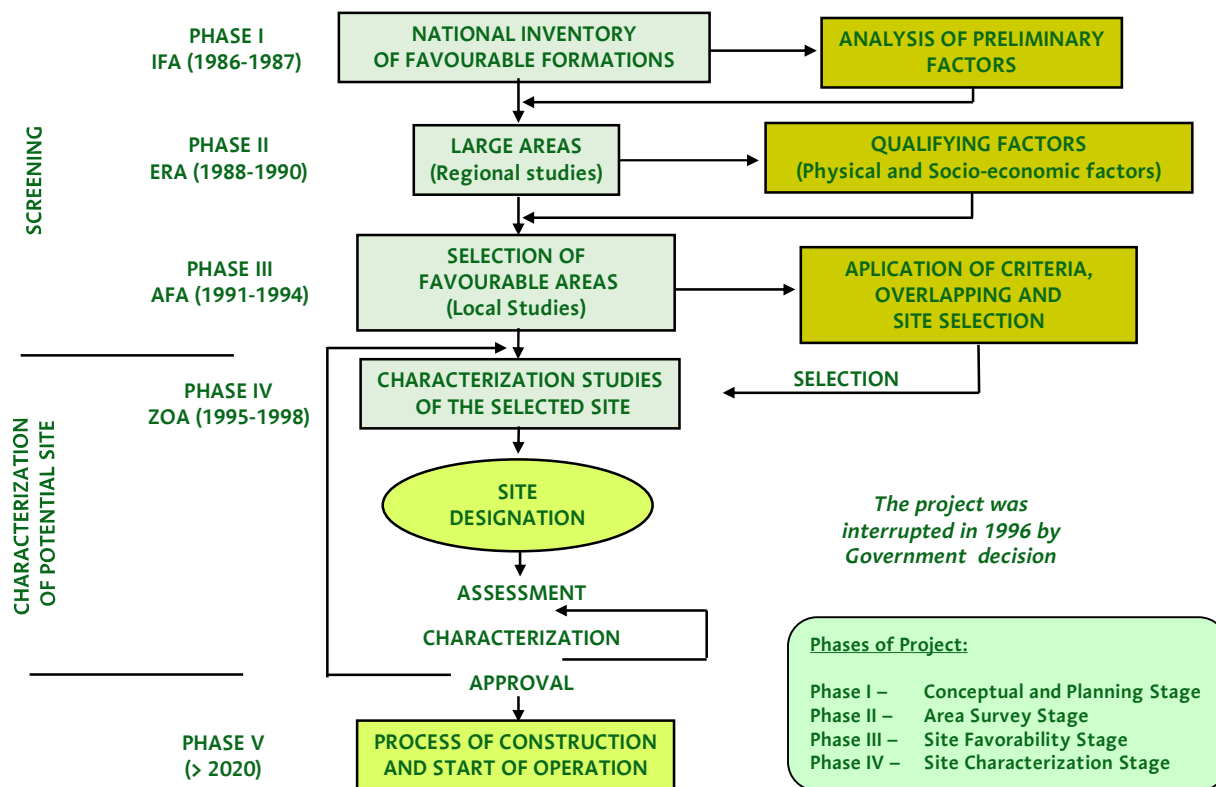 PHASE I
IFA (1986-1987)
NATIONAL INVENTORY
OF FAVOURABLE FORMATIONS
ANALYSIS OF PRELIMINARY
FACTORS
SCREENING
PHASE II
ERA (1988-1990)
LARGE AREAS
(Regional studies)
QUALIFYING FACTORS
(Physical and Socio-economic factors)
PHASE III
AFA (1991-1994)
SELECTION OF
FAVOURABLE AREAS
(Local Studies)
APLICATION OF CRITERIA,
OVERLAPPING AND
SITE SELECTION
PHASE IV
ZOA (1995-1998)
CHARACTERIZATION STUDIES
OF THE SELECTED SITE
SELECTION
CHARACTERIZATION
OF POTENTIAL SITE
SITE
DESIGNATION
The project was
interrupted in 1996 by
Government decision
ASSESSMENT
CHARACTERIZATION
APPROVAL
Phases of Project:
Phase I – Conceptual and Planning Stage
Phase II – Area Survey Stage
Phase III – Site Favorability Stage
Phase IV – Site Characterization Stage
PHASE V
(> 2020)
PROCESS OF CONSTRUCTION
AND START OF OPERATION